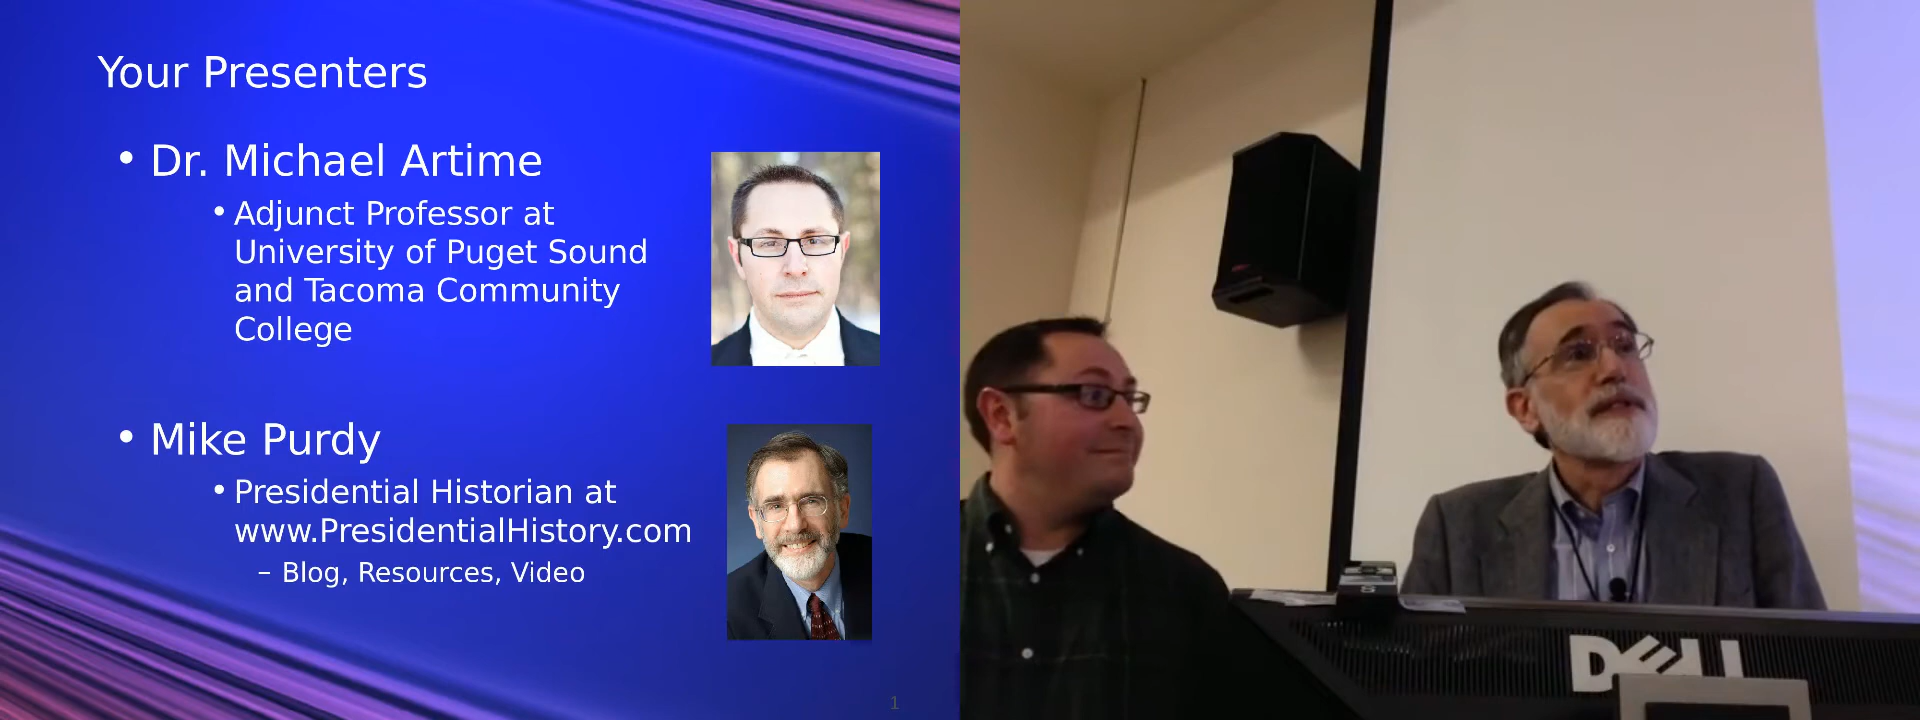 Your Presenters
• Dr. Michael Artime
• Adjunct Professor at
University of Puget Sound
and Tacoma Community
College
• Mike Purdy
• Presidential Historian at
www.PresidentialHistory.com
– Blog, Resources, Video
1
DELL